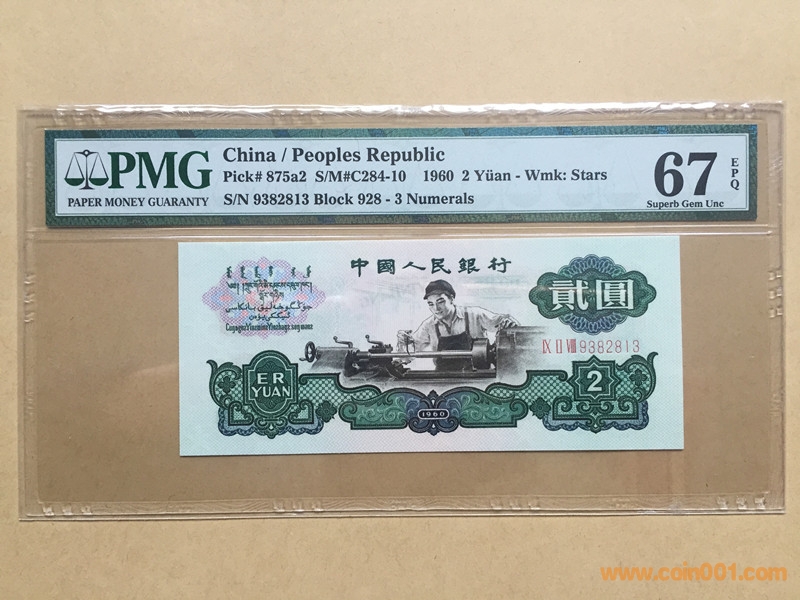 PMG
PAPER MONEY GUARANTY
China / Peoples Republic
Pick# 875a2 S/M#C284-10 1960 2 Yüan - Wmk: Stars
S/N 9382813 Block 928 - 3 Numerals
67 EPQ
Superb Gem Unc
中國人民銀行
貳圓
ⅨⅡⅧ9382813
ER
YUAN
1960
2
www.coin001.com